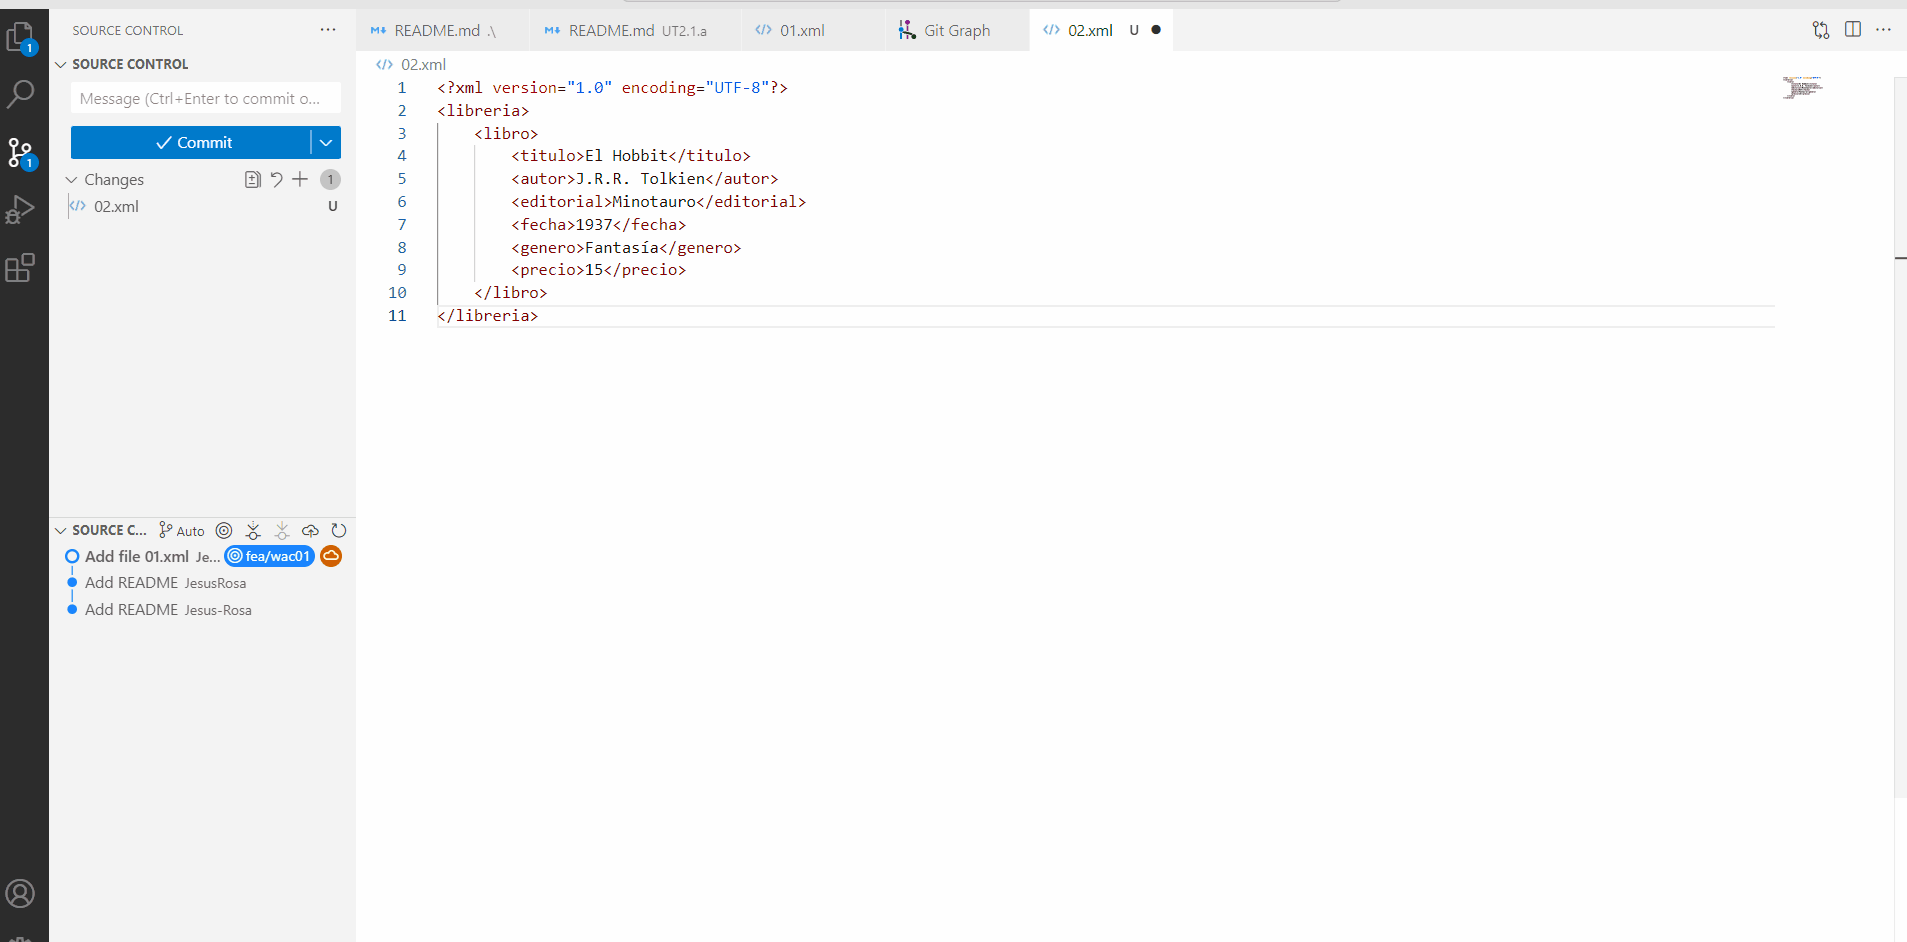 SOURCE CONTROL
SOURCE CONTROL
Message (Ctrl+Enter to commit o...
Commit
Changes 1
02.xml U
SOURCE C... Auto
Add file 01.xml Je... fea/wac01
Add README JesusRosa
Add README Jesus-Rosa
1
1
README.md .\ README.md UT2.1.a 01.xml Git Graph 02.xml U
02.xml
1 <?xml version="1.0" encoding="UTF-8"?>
2 <libreria>
3 <libro>
4 <titulo>El Hobbit</titulo>
5 <autor>J.R.R. Tolkien</autor>
6 <editorial>Minotauro</editorial>
7 <fecha>1937</fecha>
8 <genero>Fantasía</genero>
9 <precio>15</precio>
10 </libro>
11 </libreria>